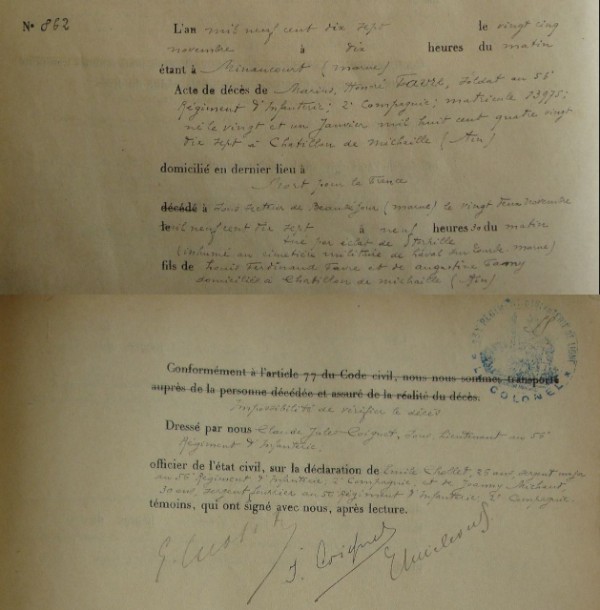 N° 862
L'an mil neuf cent dix sept le vingt cinq
novembre à dix heures du matin
étant à Minaucourt (marne)
Acte de décès de Marius, Honoré Favre, soldat au 55e
Régiment d'Infanterie; 2e Compagnie; matricule 13975;
né le vingt et un Janvier mil huit cent quatre vingt
dix sept à Chatillon de michaille (Ain)
domicilié en dernier lieu à
Mort pour la France
décédé à Sous secteur de Beauséjour (marne) le vingt novembre
mil neuf cent dix sept à neuf heures 30 du matin
tué par éclat de
(inhumé au cimetière militaire de Laval sur Tourbe marne)
fils de Louis Ferdinand Favre et de augustine
domiciliés à Chatillon de michaille (Ain)
Conformément à l'article 77 du Code civil, nous nous sommes transporté
auprès de la personne décédée et assuré de la réalité du décès.
impossibilité de vérifier le décès
Dressé par nous Claude Coignet, sous Lieutenant au 55e
Régiment d'Infanterie
officier de l'état civil, sur la déclaration de Emile Chollet, 25 ans, sergent major
au 55e Régiment d'Infanterie, 2e Compagnie; et de Joanny Michaud,
30 ans, sergent fourrier au 55e Régiment d'Infanterie, 2e Compagnie
témoins, qui ont signé avec nous, après lecture.
J. Coignet
COLONEL